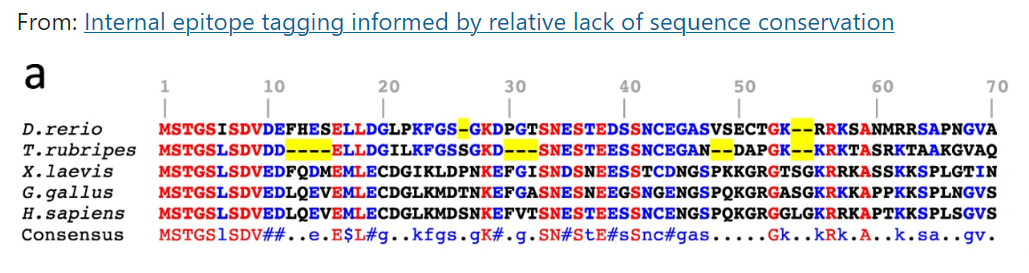 From: Internal epitope tagging informed by relative lack of sequence conservation
a
1 10 20 30 40 50 60 70
D.rerio MSTGSISDVDEFHESELLDGLPKFGS-GKDPGTSNESTEDSSNCEGASVSECTGK--RRKSANMRRSAPNGVA
T.rubripes MSTGSLSDVDD----ELLDGILKFGSSGKD---SNESTEDSSNCEGAN--DAPGK--KRKTASRKTAAKGVAQ
X.laevis MSTGSLSDVEDFQDMEMLECDGIKLDPNKEFGISNDSNEESSTCDNGSPKKGRGTSGKRRKASSKKSPLGTIN
G.gallus MSTGSLSDVEDLQEVEMLECDGLKMDTNKEFGASNESNEEGSNGENGSPQKGRGASGKRRKAPPKKSPLNGVS
H.sapiens MSTGSLSDVEDLQEVEMLECDGLKMDSNKEFVTSNESTEESSNCENGSPQKGRGGLGKRRKAPTKKSPLSGVS
Consensus MSTGSlSDV##..e.E$L#g..kfgs.gK#.g.SN#StE#sSnc#gas.....Gk..kRk.A..k.sa..gv.